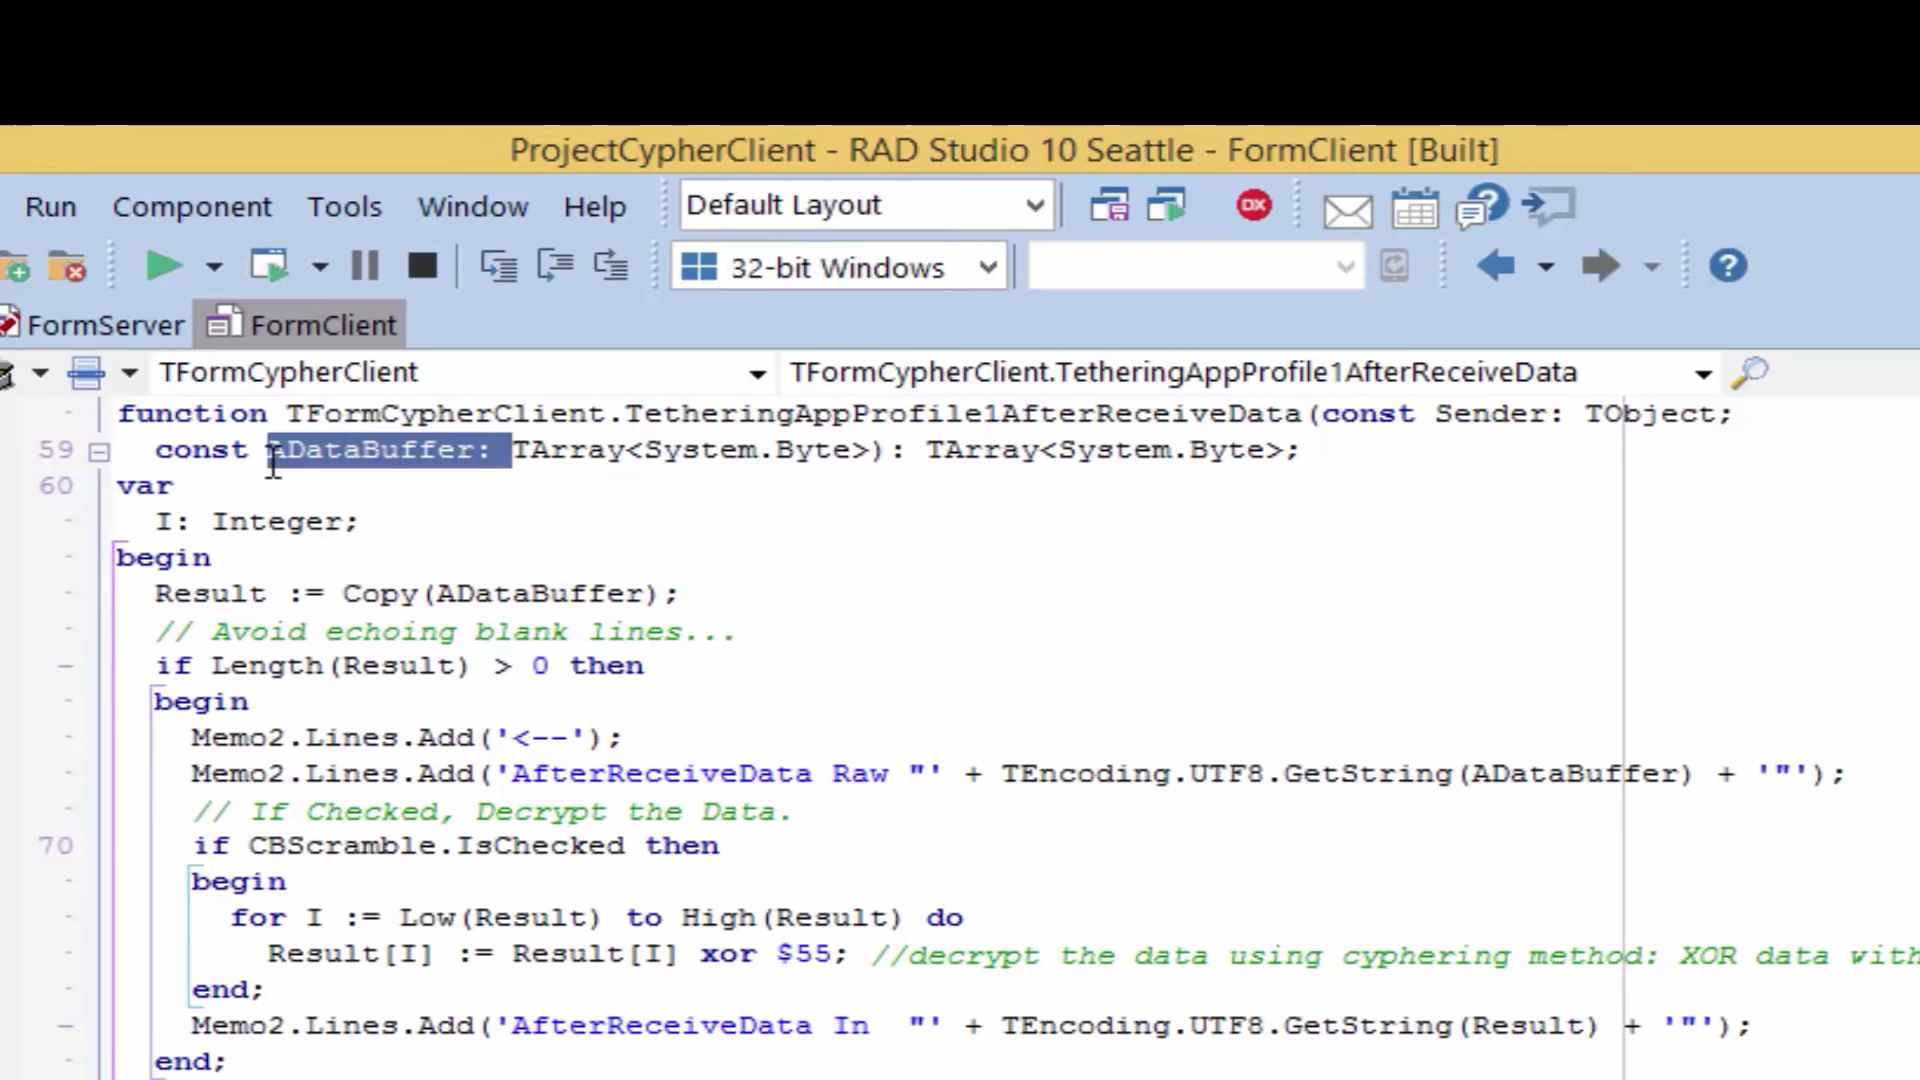 ProjectCypherClient - RAD Studio 10 Seattle - FormClient [Built]
Run Component Tools Window Help Default Layout DX
32-bit Windows ?
FormServer FormClient
TFormCypherClient TFormCypherClient.TetheringAppProfile1AfterReceiveData
function TFormCypherClient.TetheringAppProfile1AfterReceiveData(const Sender: TObject;
59 const ADataBuffer: TArray<System.Byte>): TArray<System.Byte>;
60 var
I: Integer;
begin
Result := Copy(ADataBuffer);
// Avoid echoing blank lines...
if Length(Result) > 0 then
begin
Memo2.Lines.Add('<--');
Memo2.Lines.Add('AfterReceiveData Raw "' + TEncoding.UTF8.GetString(ADataBuffer) + '"');
// If Checked, Decrypt the Data.
70 if CBScramble.IsChecked then
begin
for I := Low(Result) to High(Result) do
Result[I] := Result[I] xor $55; //decrypt the data using cyphering method: XOR data with
end;
Memo2.Lines.Add('AfterReceiveData In  "' + TEncoding.UTF8.GetString(Result) + '"');
end;